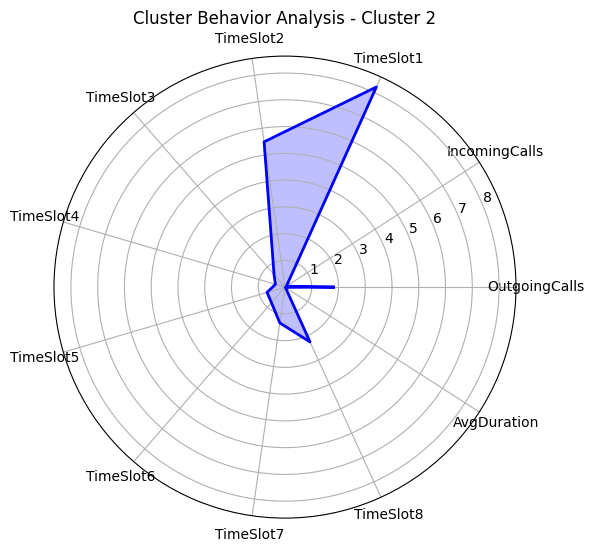 Cluster Behavior Analysis - Cluster 2
TimeSlot2
TimeSlot1
TimeSlot3
IncomingCalls
8
7
6
5
4
3
2
1
TimeSlot4
OutgoingCalls
TimeSlot5
AvgDuration
TimeSlot6
TimeSlot8
TimeSlot7